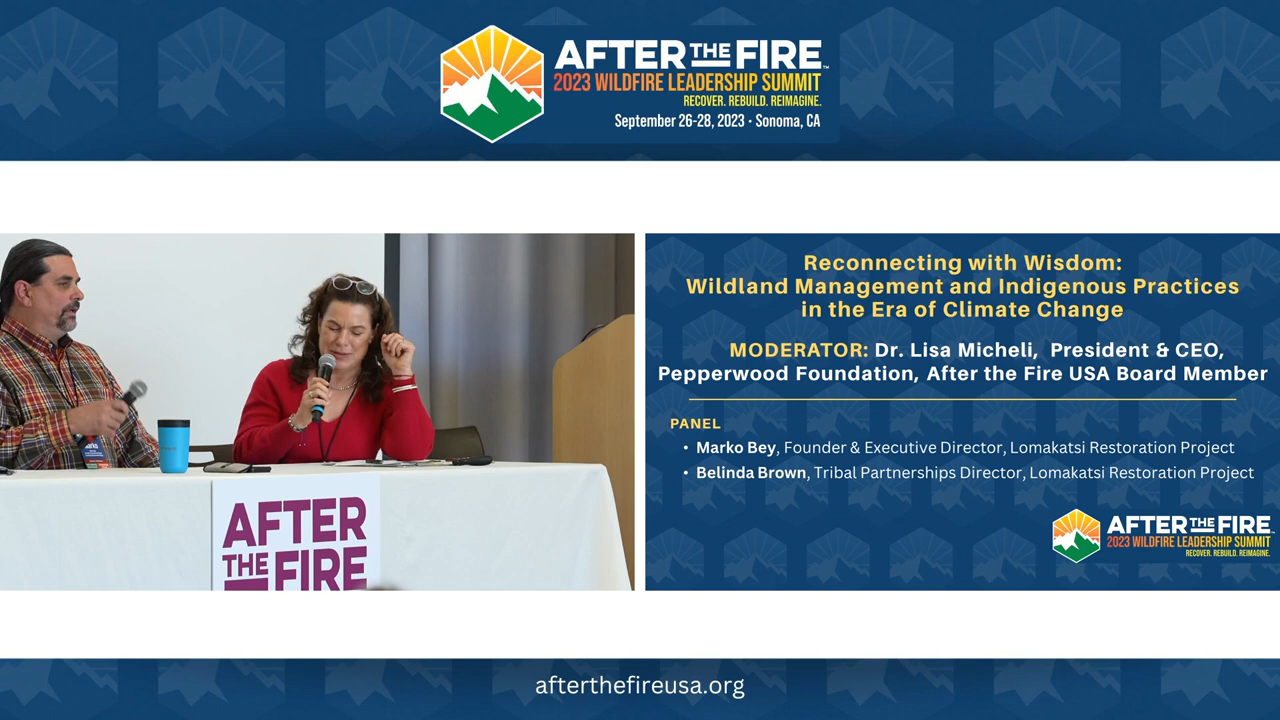 AFTER THE FIRE™
2023 WILDFIRE LEADERSHIP SUMMIT
RECOVER. REBUILD. REIMAGINE.
September 26-28, 2023 • Sonoma, CA
AFTER
THE FIRE
Reconnecting with Wisdom:
Wildland Management and Indigenous Practices
in the Era of Climate Change
MODERATOR: Dr. Lisa Micheli, President & CEO,
Pepperwood Foundation, After the Fire USA Board Member
PANEL
• Marko Bey, Founder & Executive Director, Lomakatsi Restoration Project
• Belinda Brown, Tribal Partnerships Director, Lomakatsi Restoration Project
AFTER THE FIRE™
2023 WILDFIRE LEADERSHIP SUMMIT
RECOVER. REBUILD. REIMAGINE.
afterthefireusa.org